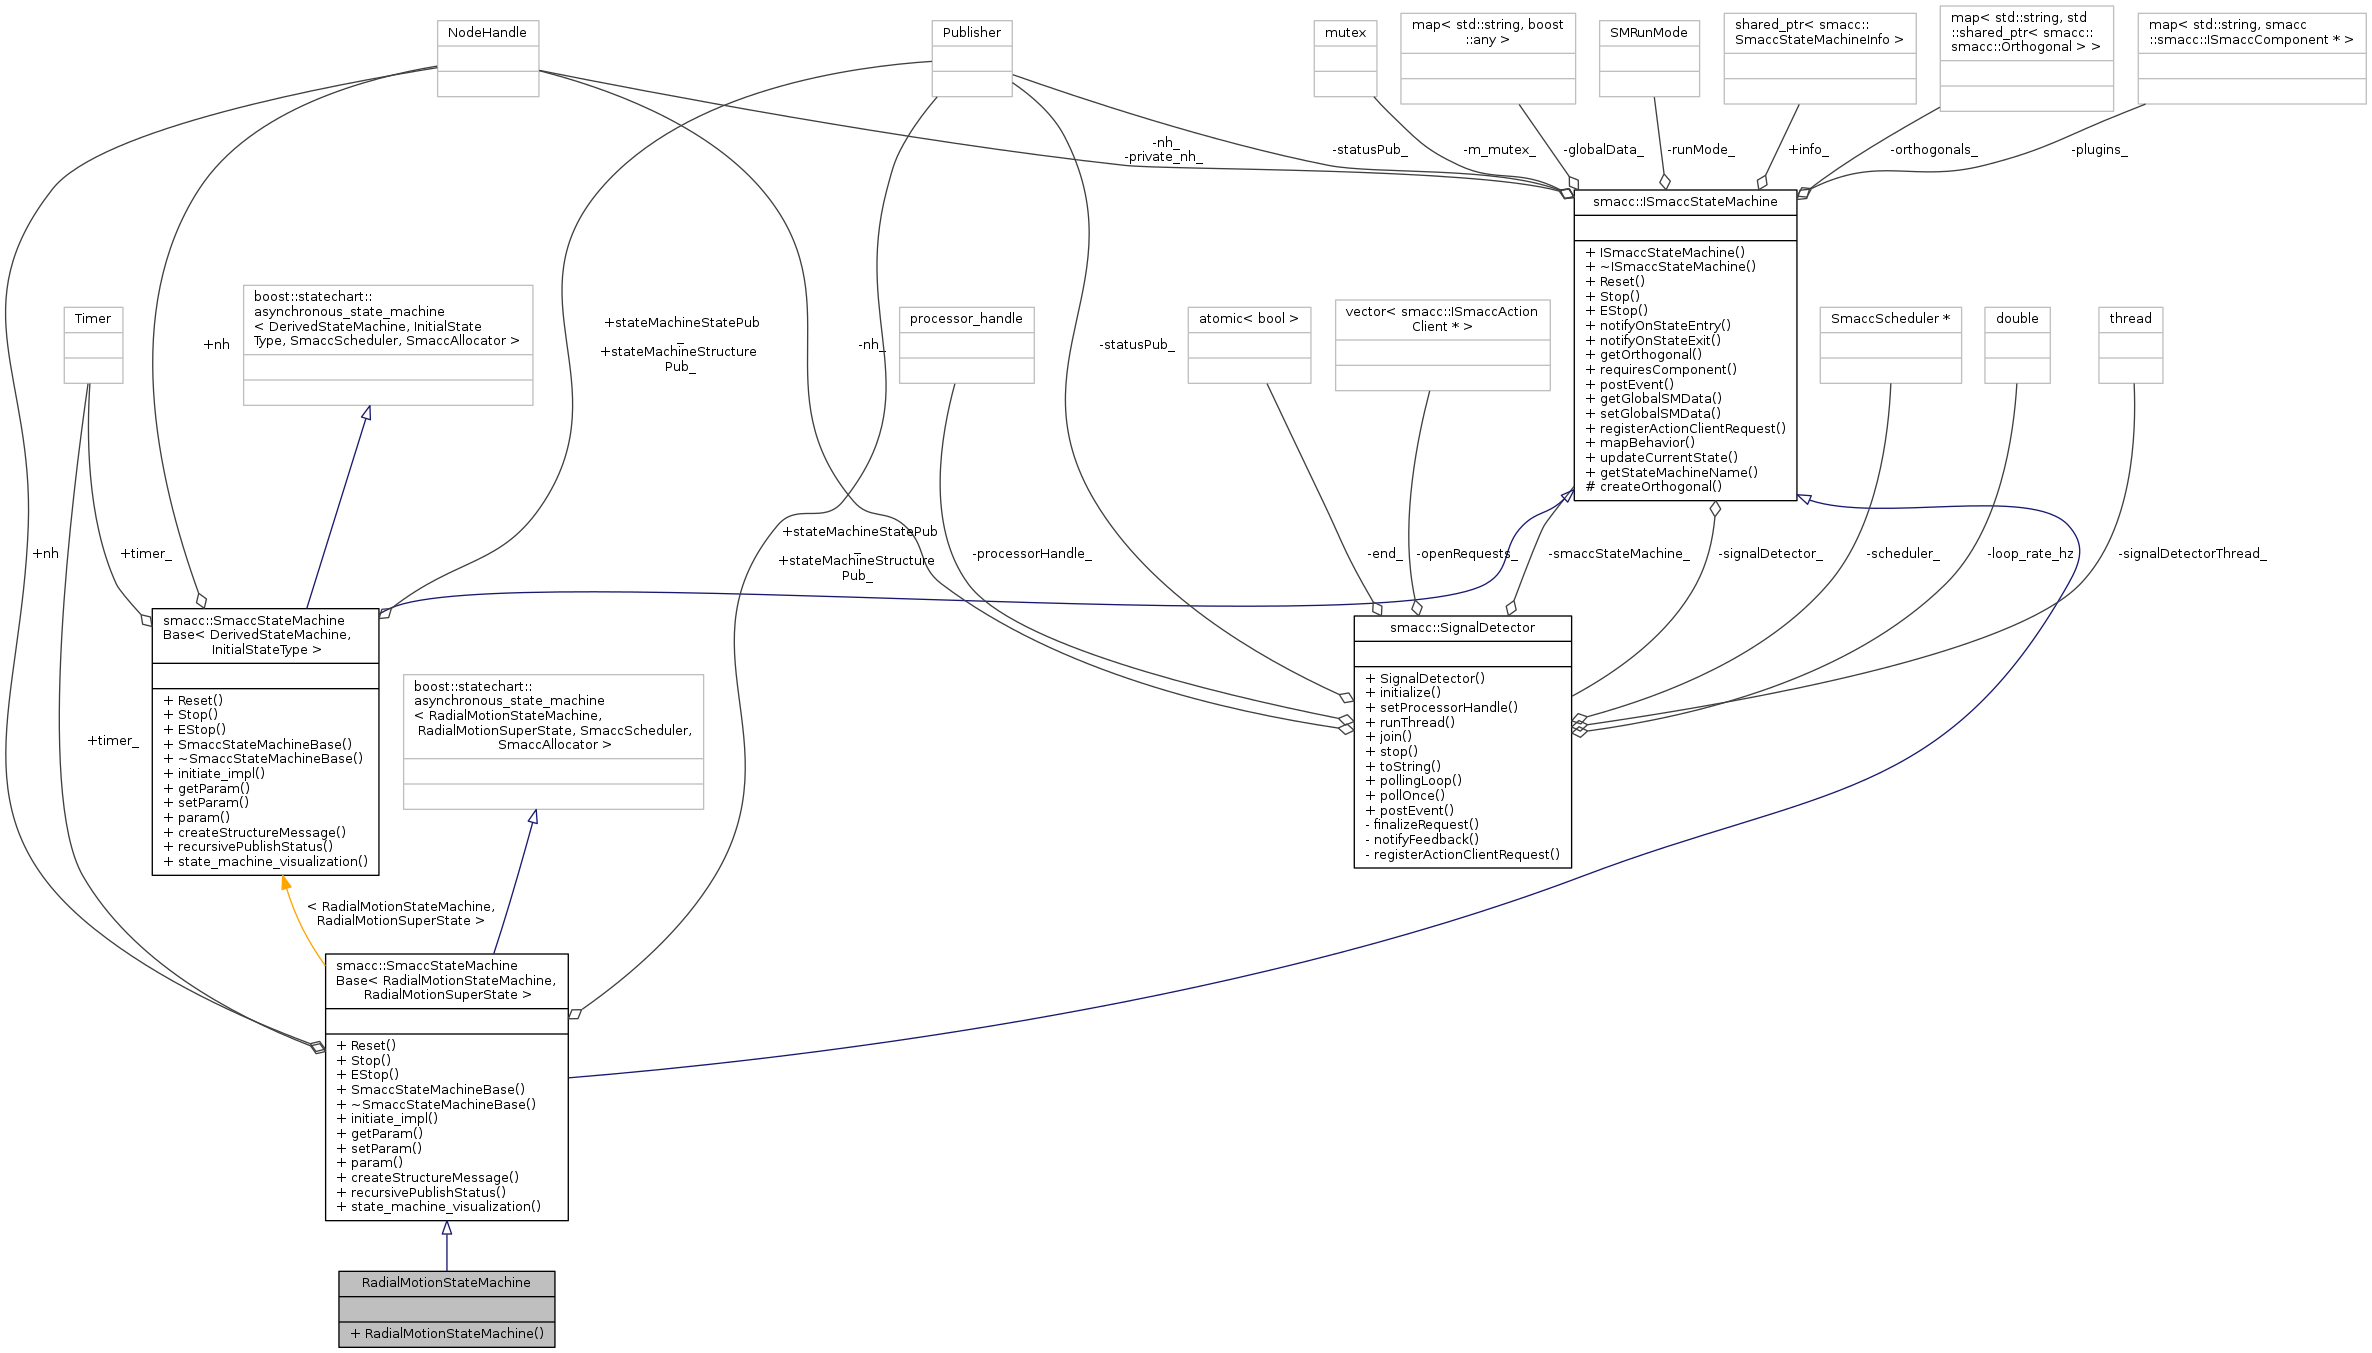 NodeHandle
Publisher
mutex
map< std::string, boost
::any >
SMRunMode
shared_ptr< smacc::
SmaccStateMachineInfo >
map< std::string, std
::shared_ptr< smacc::
smacc::Orthogonal > >
map< std::string, smacc
::smacc::ISmaccComponent * >
-nh_
-private_nh_
-statusPub_
-m_mutex_
-globalData_
-runMode_
+info_
-orthogonals_
-plugins_
smacc::ISmaccStateMachine
+ ISmaccStateMachine()
+ ~ISmaccStateMachine()
+ Reset()
+ Stop()
+ EStop()
+ notifyOnStateEntry()
+ notifyOnStateExit()
+ getOrthogonal()
+ requiresComponent()
+ postEvent()
+ getGlobalSMData()
+ setGlobalSMData()
+ registerActionClientRequest()
+ mapBehavior()
+ updateCurrentState()
+ getStateMachineName()
# createOrthogonal()
Timer
boost::statechart::
asynchronous_state_machine
< DerivedStateMachine, InitialState
Type, SmaccScheduler, SmaccAllocator >
+nh
+stateMachineStatePub
_
+stateMachineStructure
Pub_
-nh_
processor_handle
-statusPub_
atomic< bool >
vector< smacc::ISmaccAction
Client * >
SmaccScheduler *
double
thread
+nh
+timer_
+stateMachineStatePub
_
+stateMachineStructure
Pub_
-processorHandle_
-end_
-openRequests_
-smaccStateMachine_
-signalDetector_
-scheduler_
-loop_rate_hz
-signalDetectorThread_
smacc::SmaccStateMachine
Base< DerivedStateMachine,
InitialStateType >
+ Reset()
+ Stop()
+ EStop()
+ SmaccStateMachineBase()
+ ~SmaccStateMachineBase()
+ initiate_impl()
+ getParam()
+ setParam()
+ param()
+ createStructureMessage()
+ recursivePublishStatus()
+ state_machine_visualization()
smacc::SignalDetector
+ SignalDetector()
+ initialize()
+ setProcessorHandle()
+ runThread()
+ join()
+ stop()
+ toString()
+ pollingLoop()
+ pollOnce()
+ postEvent()
- finalizeRequest()
- notifyFeedback()
- registerActionClientRequest()
+timer_
boost::statechart::
asynchronous_state_machine
< RadialMotionStateMachine,
RadialMotionSuperState, SmaccScheduler,
SmaccAllocator >
< RadialMotionStateMachine,
RadialMotionSuperState >
smacc::SmaccStateMachine
Base< RadialMotionStateMachine,
RadialMotionSuperState >
+ Reset()
+ Stop()
+ EStop()
+ SmaccStateMachineBase()
+ ~SmaccStateMachineBase()
+ initiate_impl()
+ getParam()
+ setParam()
+ param()
+ createStructureMessage()
+ recursivePublishStatus()
+ state_machine_visualization()
RadialMotionStateMachine
+ RadialMotionStateMachine()